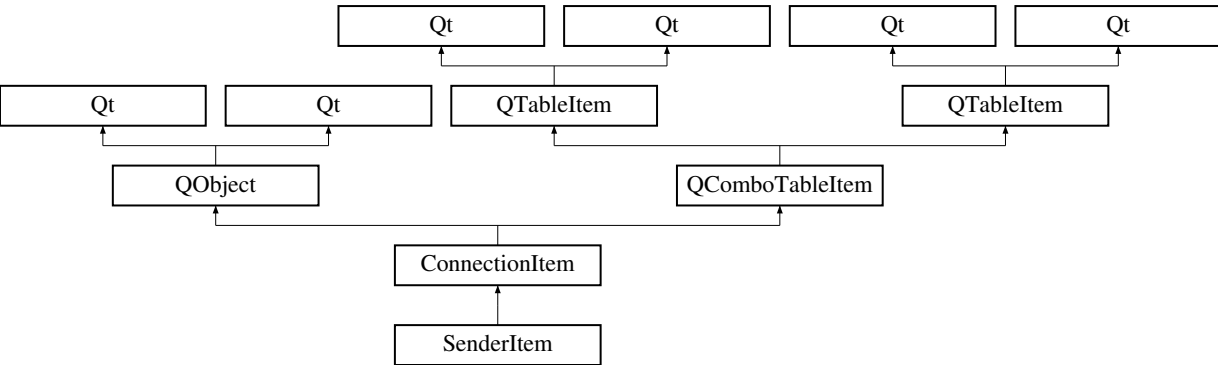 Qt
Qt
Qt
Qt
Qt
Qt
QTableItem
QTableItem
QObject
QComboTableItem
ConnectionItem
SenderItem